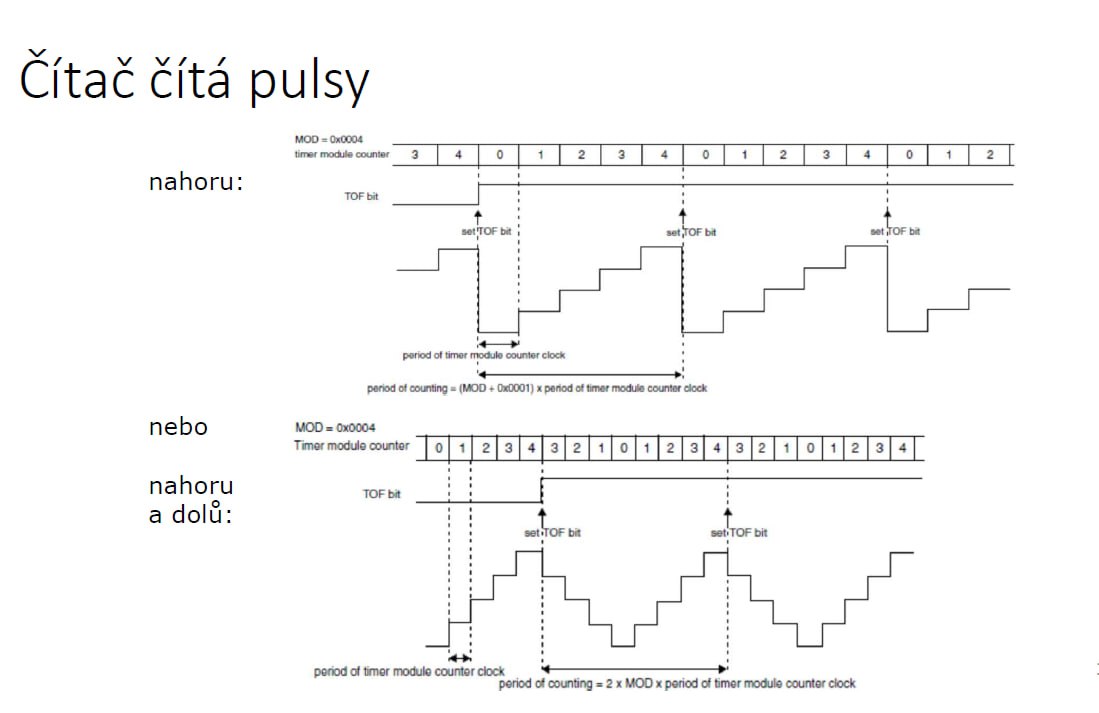 Čítač čítá pulsy
MOD = 0x0004
timer module counter 3 4 0 1 2 3 4 0 1 2 3 4 0 1 2
nahoru:
TOF bit
set TOF bit set TOF bit set TOF bit
period of timer module counter clock
period of counting = (MOD + 0x0001) x period of timer module counter clock
nebo
MOD = 0x0004
Timer module counter 0 1 2 3 4 3 2 1 0 1 2 3 4 3 2 1 0 1 2 3 4
nahoru
a dolů:
TOF bit
set TOF bit set TOF bit
period of timer module counter clock
period of counting = 2 x MOD x period of timer module counter clock